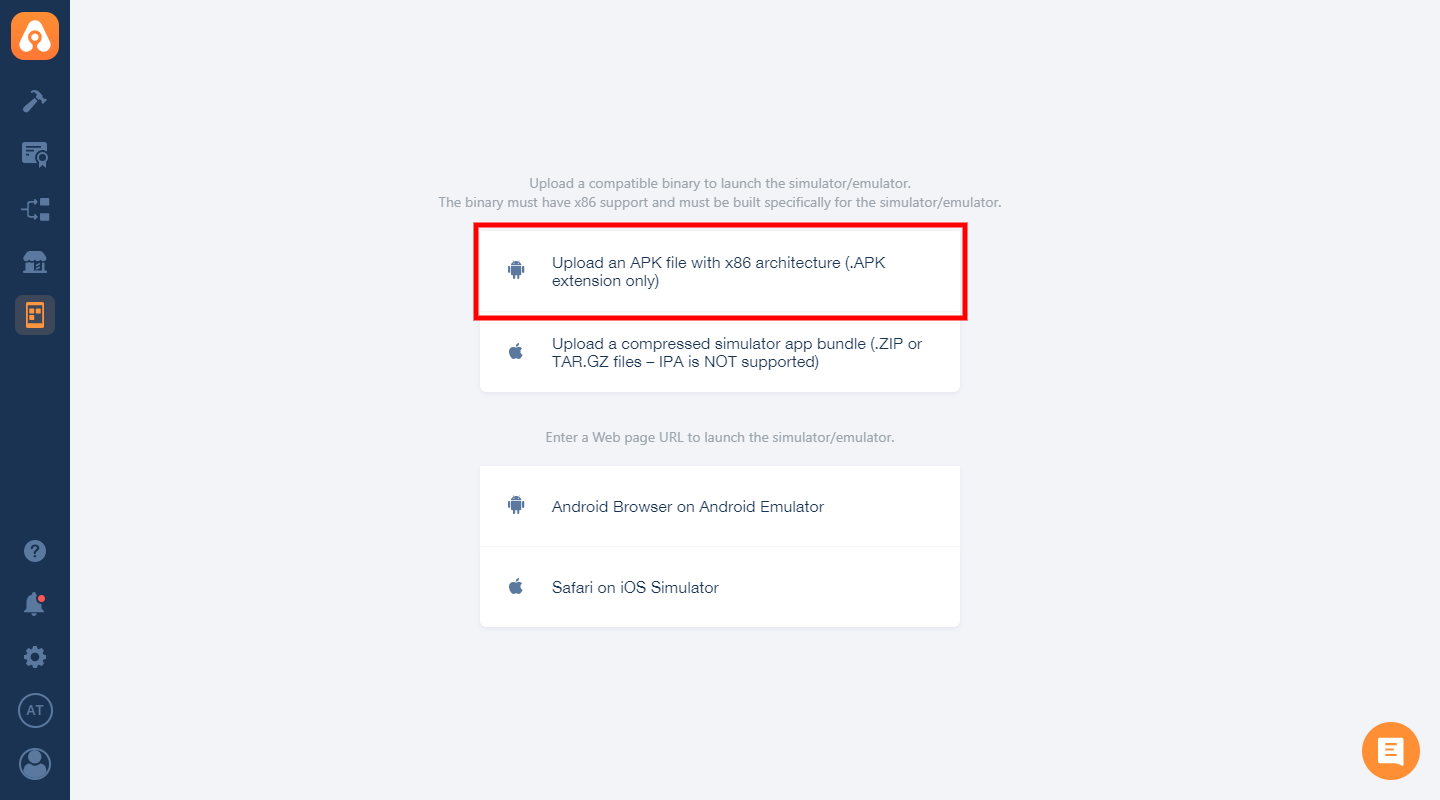 Upload a compatible binary to launch the simulator/emulator.
The binary must have x86 support and must be built specifically for the simulator/emulator.
Upload an APK file with x86 architecture (.APK
extension only)
Upload a compressed simulator app bundle (.ZIP or
TAR.GZ files – IPA is NOT supported)
Enter a Web page URL to launch the simulator/emulator.
Android Browser on Android Emulator
Safari on iOS Simulator
?
AT